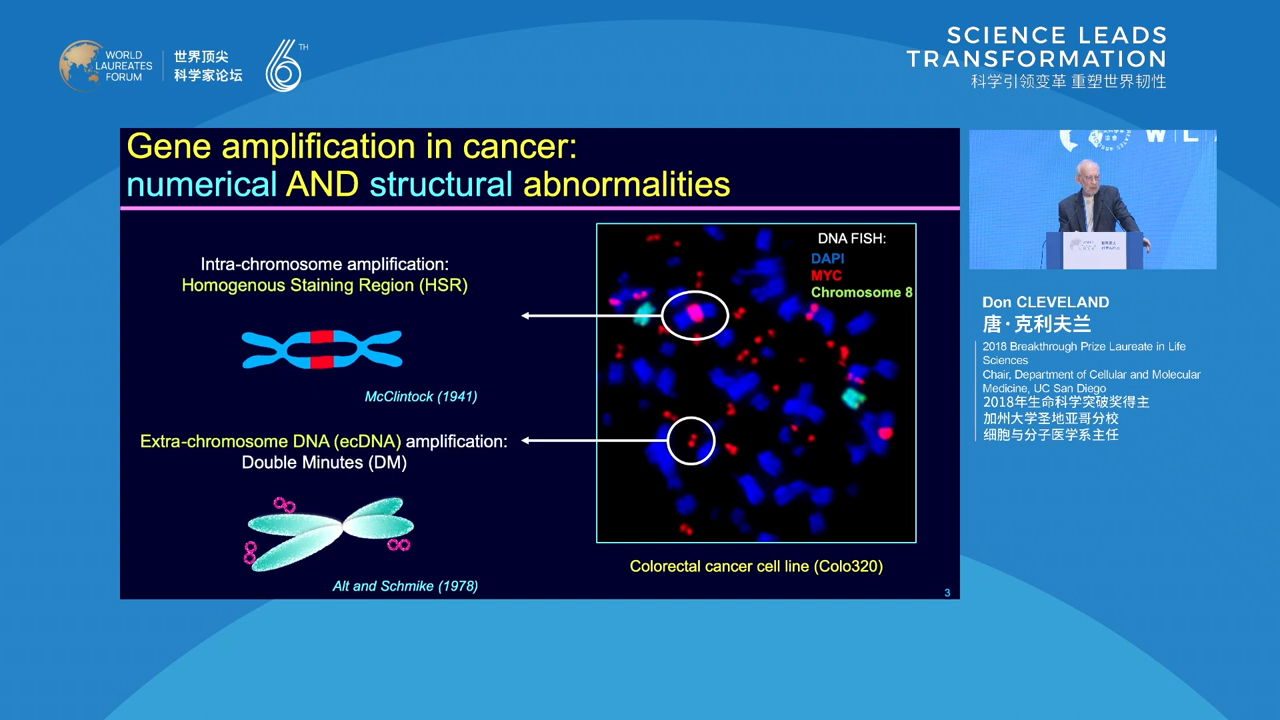 WORLD
LAUREATES
FORUM
世界顶尖
科学家论坛
6TH
SCIENCE LEADS
TRANSFORMATION
科学引领变革 重塑世界韧性
Gene amplification in cancer:
numerical AND structural abnormalities
Intra-chromosome amplification:
Homogenous Staining Region (HSR)
McClintock (1941)
Extra-chromosome DNA (ecDNA) amplification:
Double Minutes (DM)
Alt and Schmike (1978)
DNA FISH:
DAPI
MYC
Chromosome 8
Colorectal cancer cell line (Colo320)
3
Don CLEVELAND
唐·克利夫兰
2018 Breakthrough Prize Laureate in Life
Sciences
Chair, Department of Cellular and Molecular
Medicine, UC San Diego
2018年生命科学突破奖得主
加州大学圣地亚哥分校
细胞与分子医学系主任